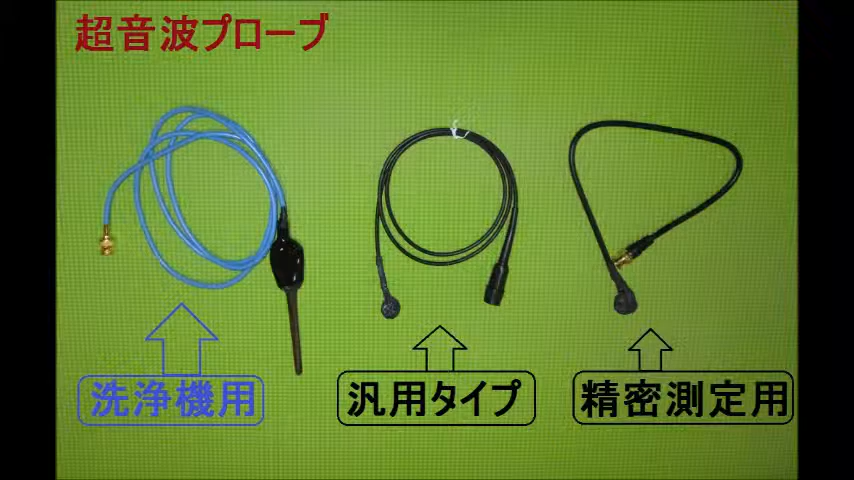 超音波プローブ
洗浄機用
汎用タイプ
精密測定用